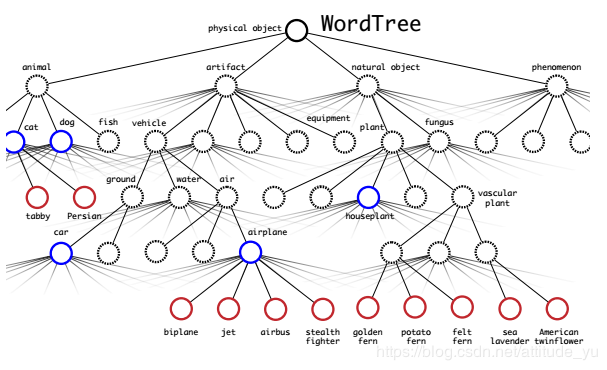 WordTree
physical object
animal
artifact
natural object
phenomenon
cat
dog
fish
vehicle
equipment
plant
fungus
tabby
Persian
ground
water
air
houseplant
vascular
plant
car
airplane
biplane
jet
airbus
stealth
fighter
golden
fern
potato
fern
felt
fern
sea
lavender
American
twinflower
https://blog.csdn.net/attitude_yu